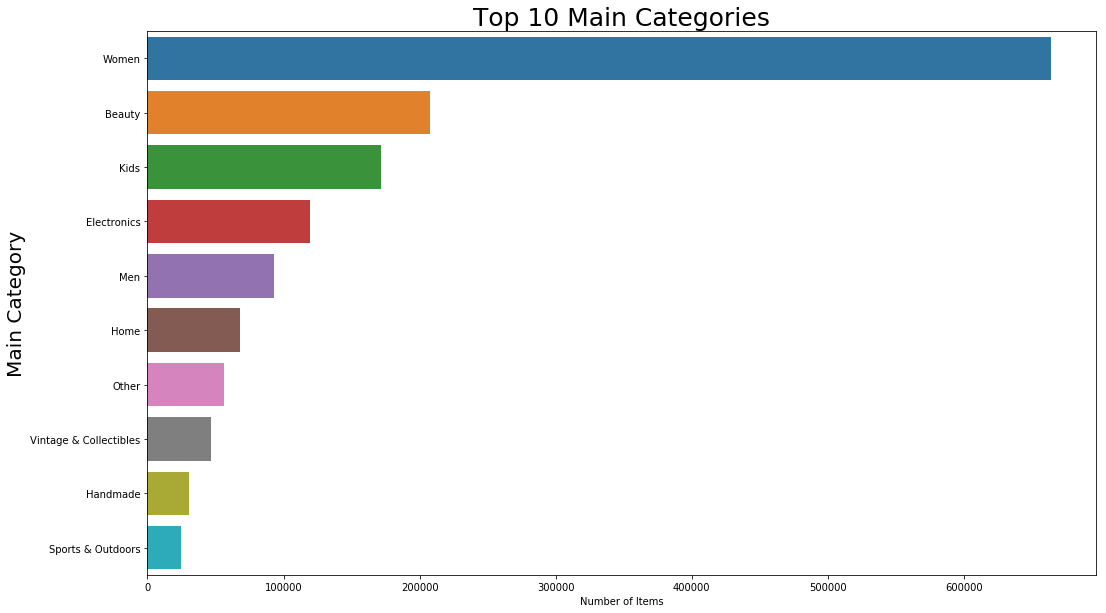 Top 10 Main Categories
Main Category
Women
Beauty
Kids
Electronics
Men
Home
Other
Vintage & Collectibles
Handmade
Sports & Outdoors
0 100000 200000 300000 400000 500000 600000
Number of Items